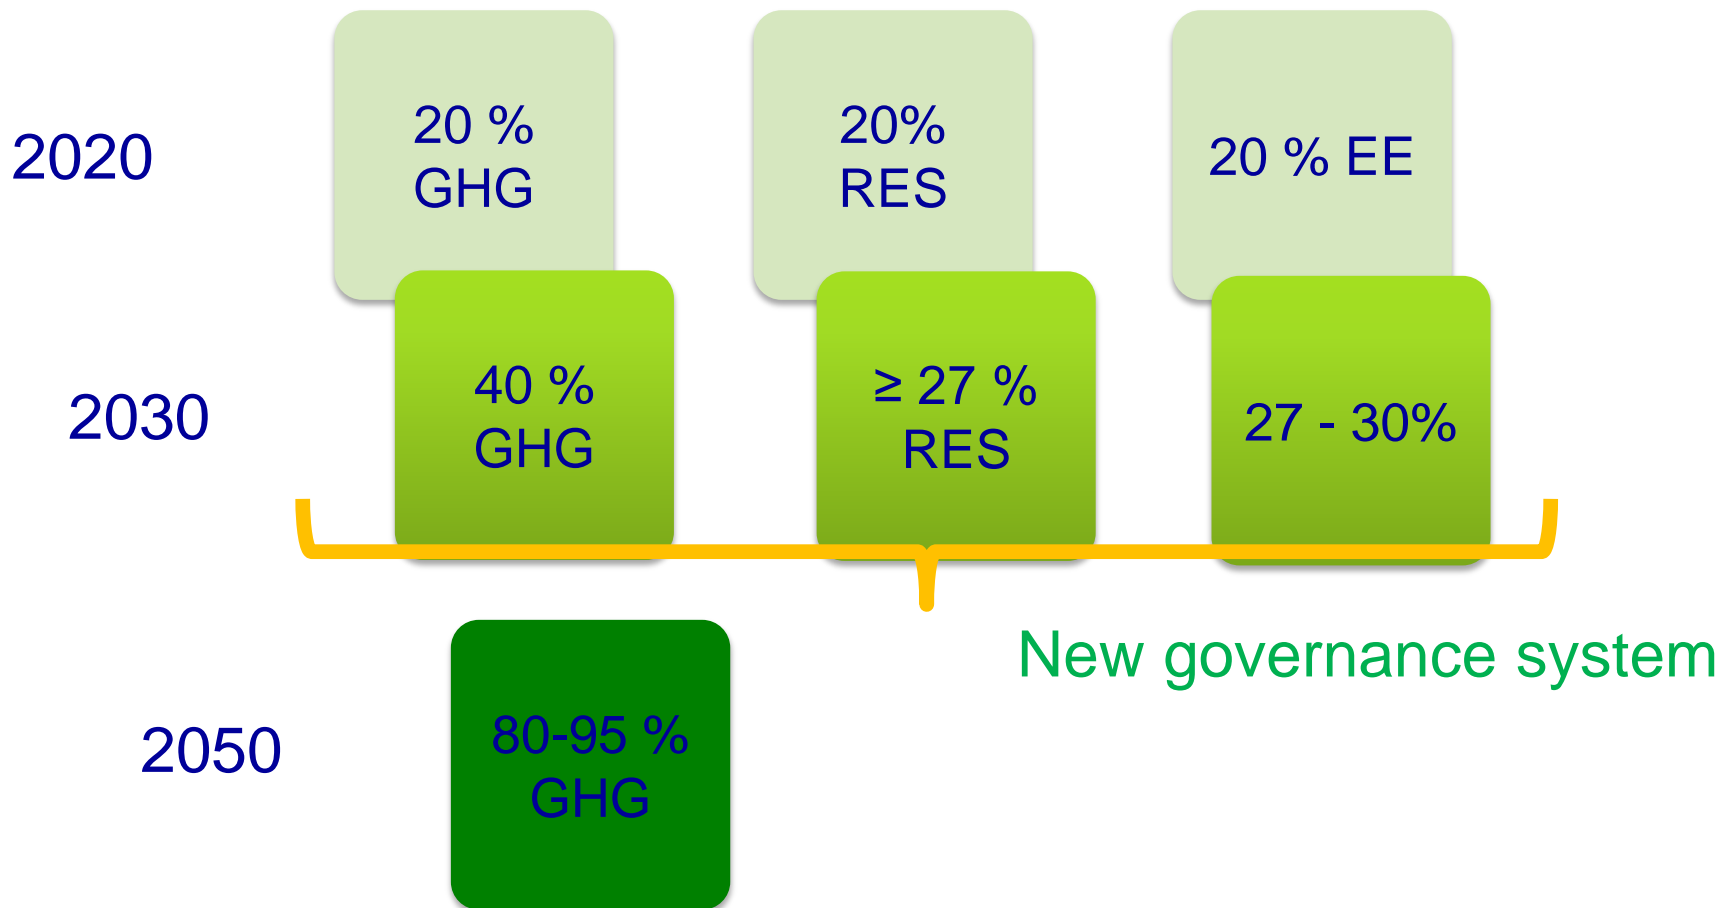 2020
20 %
GHG
20%
RES
20 % EE
2030
40 %
GHG
≥ 27 %
RES
27 - 30%
New governance system
2050
80-95 %
GHG